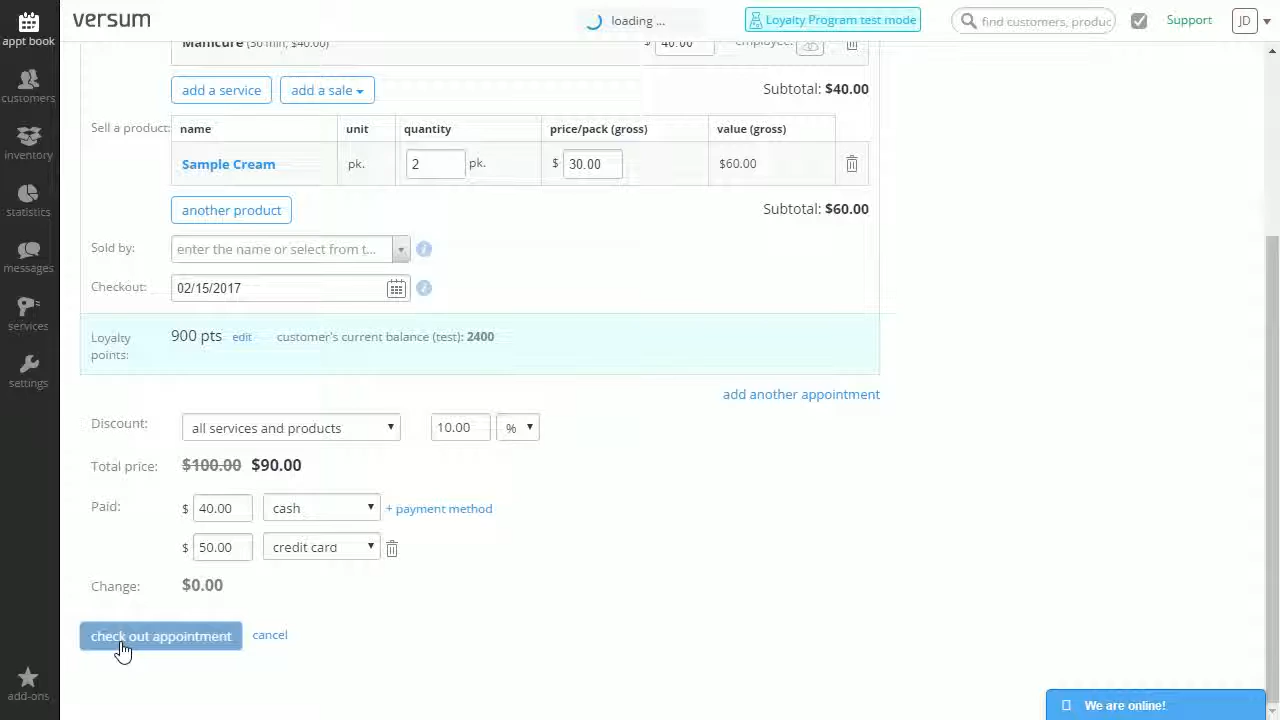 versum
loading ...
Loyalty Program test mode
find customers, produc
Support
JD
appt book
customers
inventory
statistics
messages
services
settings
add-ons
Manicure (30 min, $40.00)
$ 40.00 employee:
add a service
add a sale
Subtotal: $40.00
Sell a product:
name unit quantity price/pack (gross) value (gross)
Sample Cream pk. 2 pk. $ 30.00 $60.00
another product
Subtotal: $60.00
Sold by: enter the name or select from t...
Checkout: 02/15/2017
Loyalty points: 900 pts edit customer's current balance (test): 2400
add another appointment
Discount: all services and products 10.00 %
Total price: $100.00 $90.00
Paid: $ 40.00 cash + payment method
$ 50.00 credit card
Change: $0.00
check out appointment cancel
We are online!